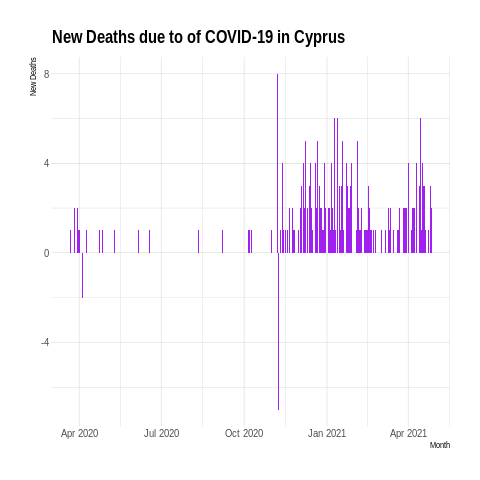 New Deaths due to of COVID-19 in Cyprus
New Deaths
8
4
0
-4
Apr 2020 Jul 2020 Oct 2020 Jan 2021 Apr 2021
Month